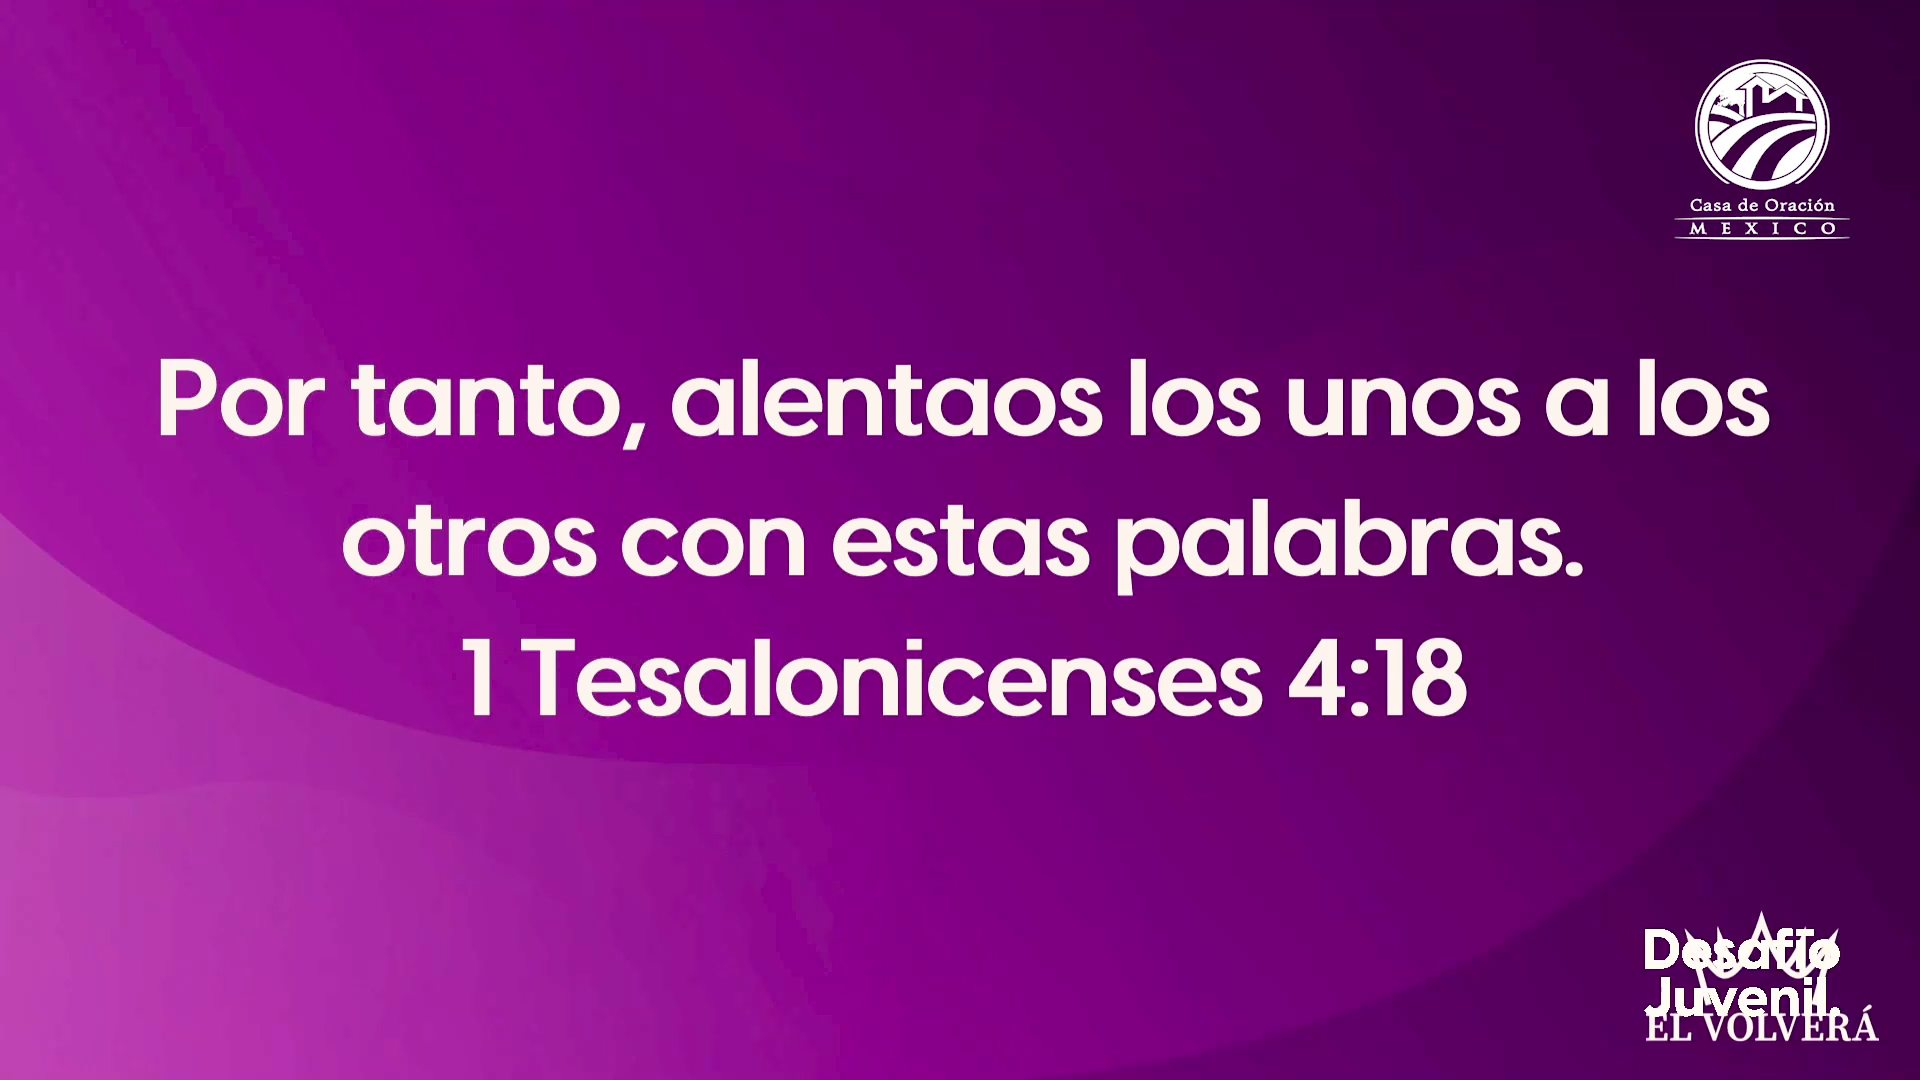 Casa de Oración
MEXICO
Por tanto, alentaos los unos a los
otros con estas palabras.
1 Tesalonicenses 4:18
Desafío
Juvenil.
EL VOLVERÁ